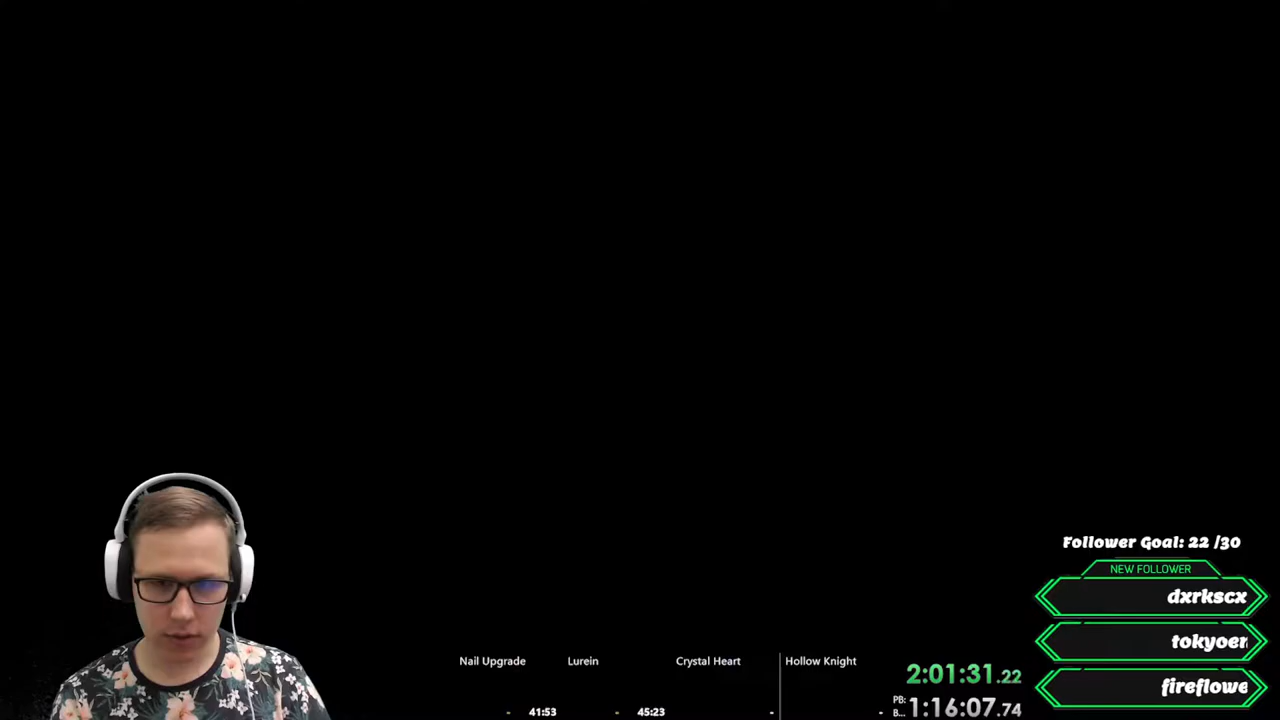 Follower Goal: 22 /30
NEW FOLLOWER
dxrkscx
tokyoer
fireflowe
Nail Upgrade Lurein Crystal Heart Hollow Knight
2:01:31.22
- 41:53 - 45:23 - -
PB:
B... 1:16:07.74